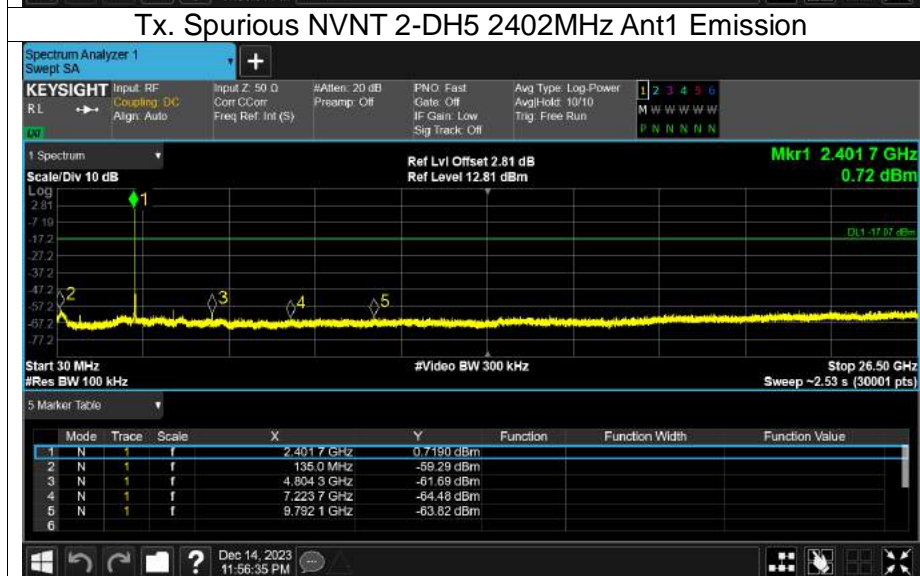 Tx. Spurious NVNT 2-DH5 2402MHz Ant1 Emission
Spectrum Analyzer 1
Swept SA
+
KEYSIGHT Input: RF Input Z: 50 Ω #Atten: 20 dB PNO: Fast Avg Type: Log-Power 1 2 3 4 5 6
RL Coupling: DC Corr CCorr Preamp: Off Gate: Off Avg|Hold: 10/10 M W W W W W
Align: Auto Freq Ref: Int (S) IF Gain: Low Trig: Free Run
LXI Sig Track: Off P N N N N N
1 Spectrum Ref Lvl Offset 2.81 dB Mkr1 2.401 7 GHz
Scale/Div 10 dB Ref Level 12.81 dBm 0.72 dBm
Log
1
2.81
-7.19
-17.2 DL1 -17.07 dBm
-27.2
-37.2
-47.2
2 3 4 5
-57.2
-67.2
-77.2
Start 30 MHz #Video BW 300 kHz Stop 26.50 GHz
#Res BW 100 kHz Sweep ~2.53 s (30001 pts)
5 Marker Table
Mode Trace Scale X Y Function Function Width Function Value
1 N 1 f 2.401 7 GHz 0.7190 dBm
2 N 1 f 135.0 MHz -59.29 dBm
3 N 1 f 4.804 3 GHz -61.69 dBm
4 N 1 f 7.223 7 GHz -64.48 dBm
5 N 1 f 9.792 1 GHz -63.82 dBm
6
? Dec 14, 2023
11:56:35 PM